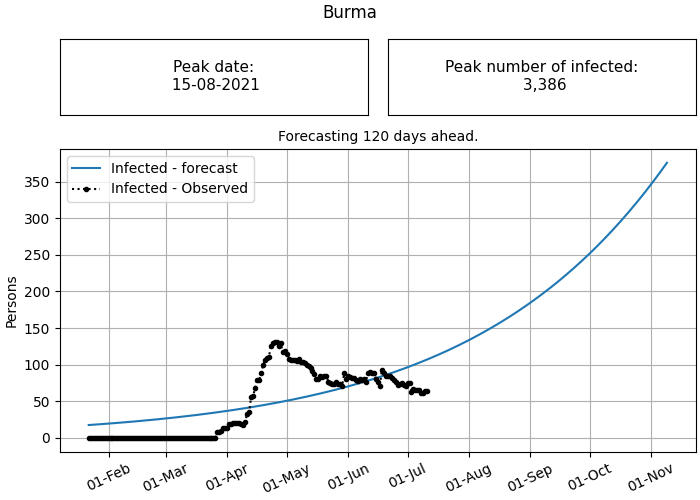 Burma
Peak date:
15-08-2021
Peak number of infected:
3,386
Forecasting 120 days ahead.
Infected - forecast
Infected - Observed
Persons
350
300
250
200
150
100
50
0
01-Feb
01-Mar
01-Apr
01-May
01-Jun
01-Jul
01-Aug
01-Sep
01-Oct
01-Nov